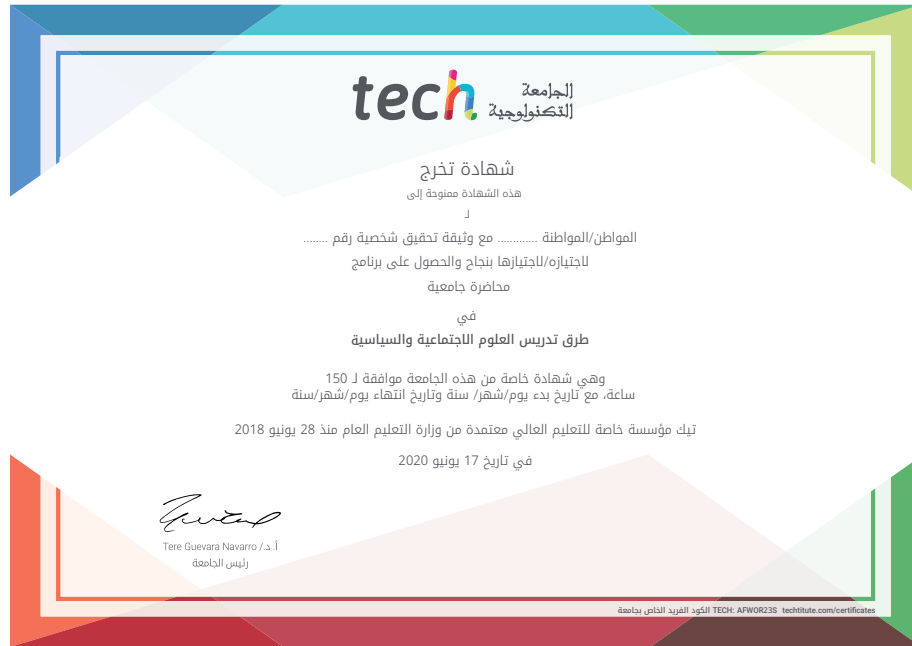 tech الجامعة
التكنولوجية
شهادة تخرج
هذه الشهادة ممنوحة إلى
لـ
المواطن/المواطنة ............ مع وثيقة تحقيق شخصية رقم ........
لاجتيازه/لاجتيازها بنجاح والحصول على برنامج
محاضرة جامعية
في
طرق تدريس العلوم الاجتماعية والسياسية
وهي شهادة خاصة من هذه الجامعة موافقة لـ 150
ساعة، مع تاريخ بدء يوم/شهر/ سنة وتاريخ انتهاء يوم/شهر/سنة
تيك مؤسسة خاصة للتعليم العالي معتمدة من وزارة التعليم العام منذ 28 يونيو 2018
في تاريخ 17 يونيو 2020
أ. د./ Tere Guevara Navarro
رئيس الجامعة
الكود الفريد الخاص بجامعة TECH: AFWOR23S techtitute.com/certificates